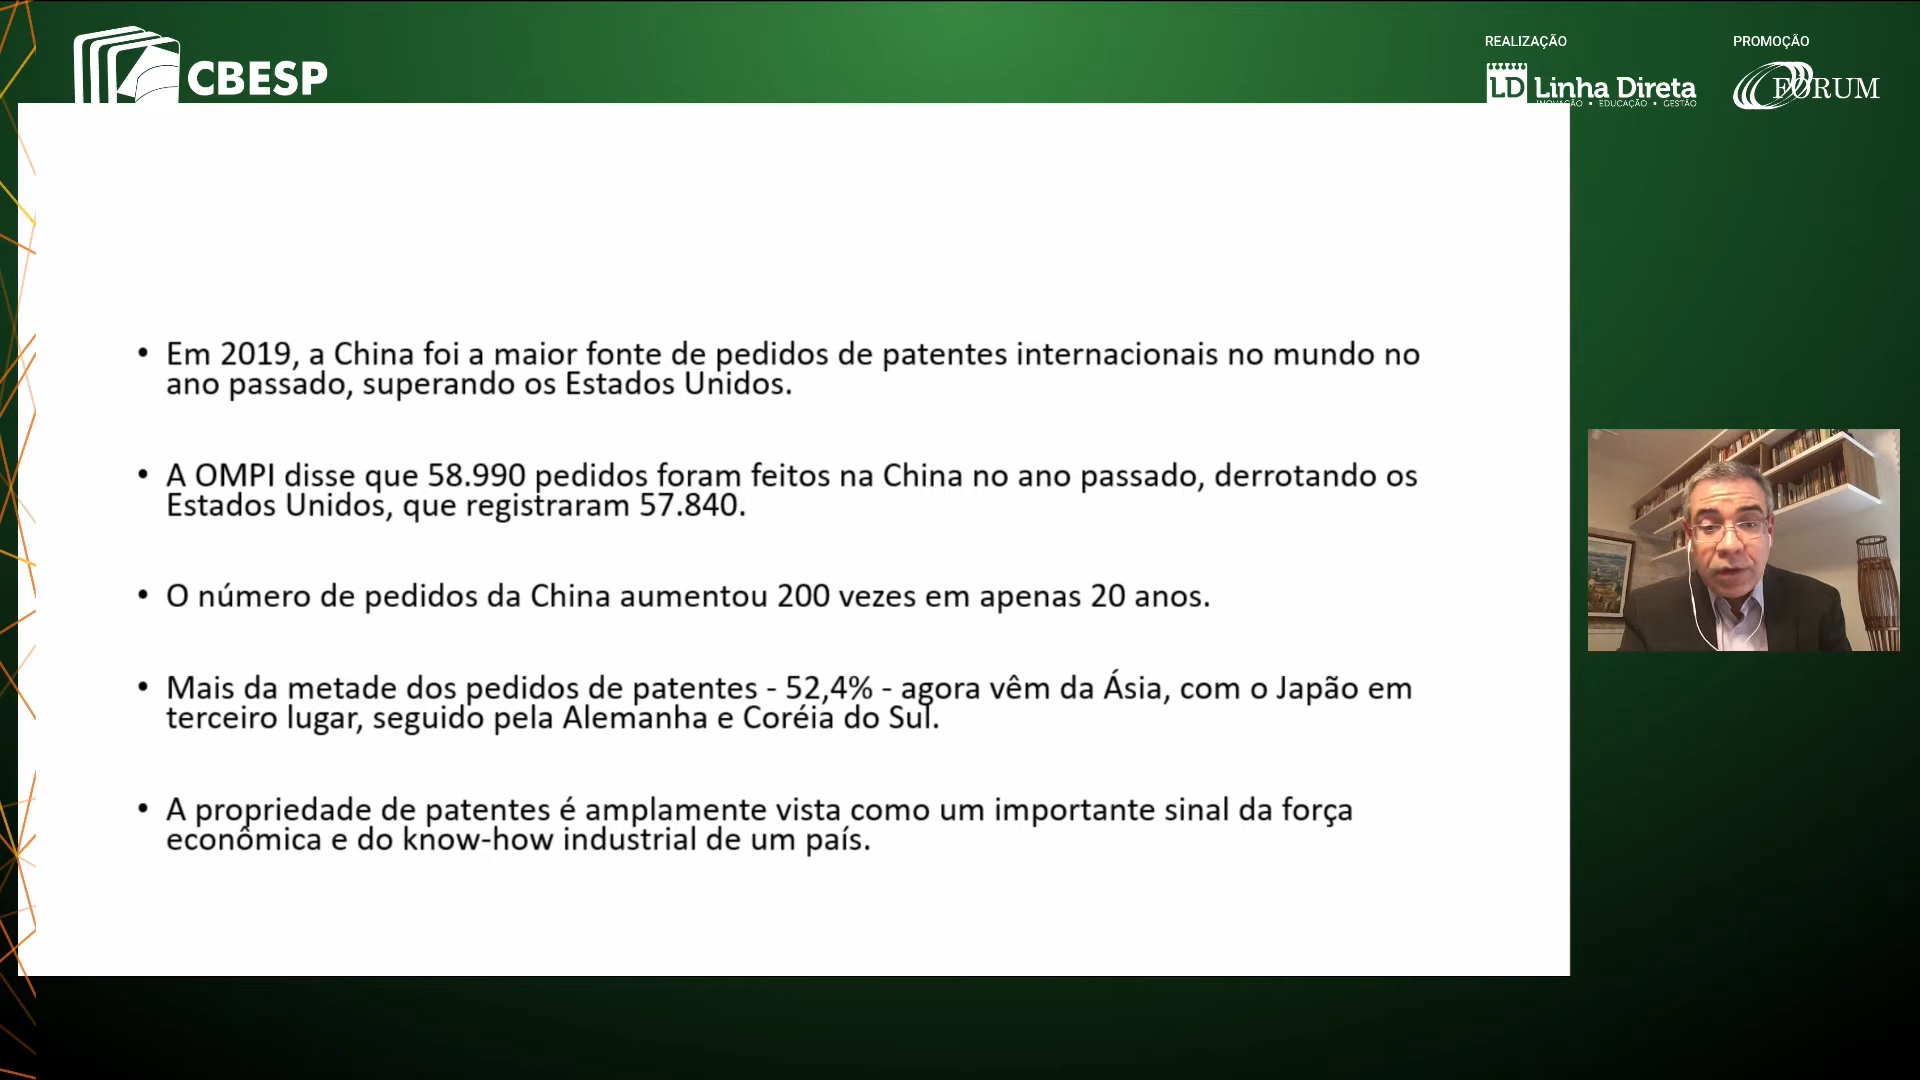 CBESP
REALIZAÇÃO
PROMOÇÃO
LD Linha Direta
INOVAÇÃO • EDUCAÇÃO • GESTÃO
FÓRUM
• Em 2019, a China foi a maior fonte de pedidos de patentes internacionais no mundo no
ano passado, superando os Estados Unidos.
• A OMPI disse que 58.990 pedidos foram feitos na China no ano passado, derrotando os
Estados Unidos, que registraram 57.840.
• O número de pedidos da China aumentou 200 vezes em apenas 20 anos.
• Mais da metade dos pedidos de patentes - 52,4% - agora vêm da Ásia, com o Japão em
terceiro lugar, seguido pela Alemanha e Coréia do Sul.
• A propriedade de patentes é amplamente vista como um importante sinal da força
econômica e do know-how industrial de um país.